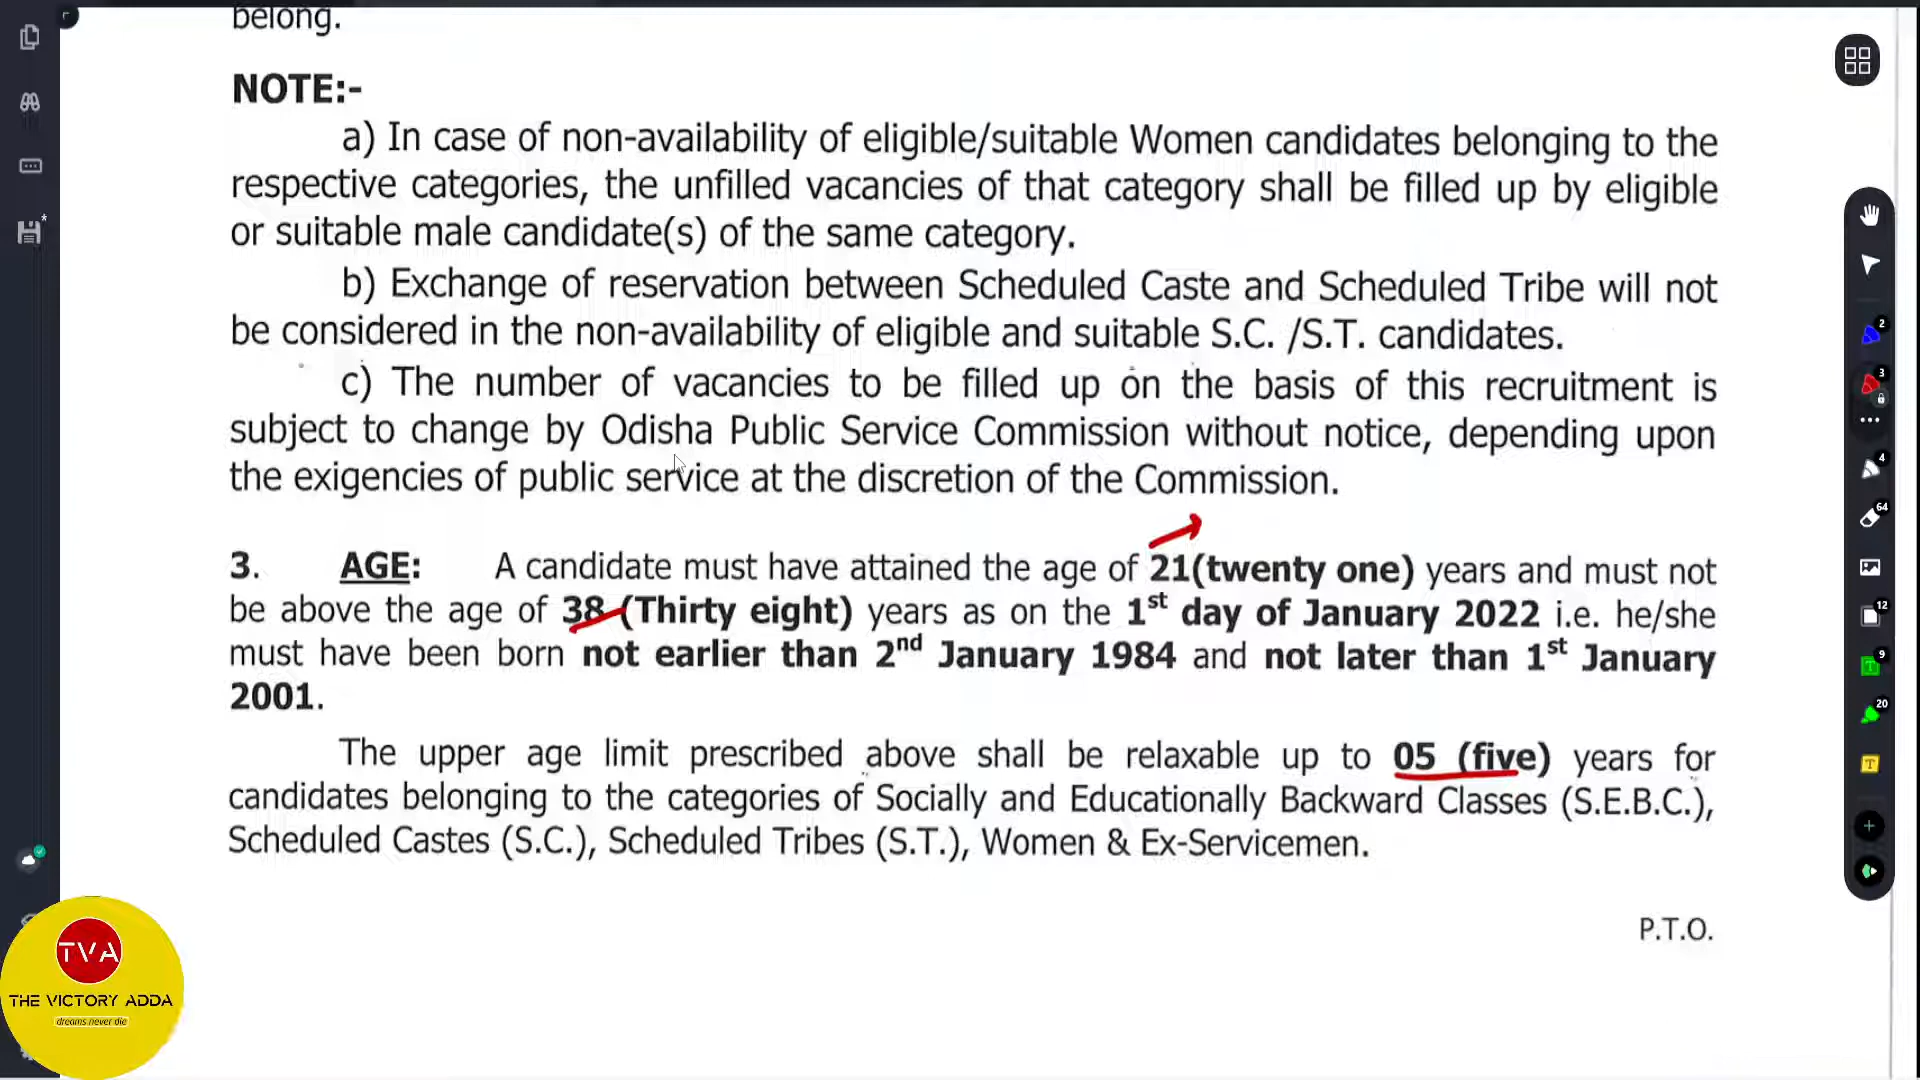 belong.
NOTE:-
a) In case of non-availability of eligible/suitable Women candidates belonging to the
respective categories, the unfilled vacancies of that category shall be filled up by eligible
or suitable male candidate(s) of the same category.
b) Exchange of reservation between Scheduled Caste and Scheduled Tribe will not
be considered in the non-availability of eligible and suitable S.C. /S.T. candidates.
c) The number of vacancies to be filled up on the basis of this recruitment is
subject to change by Odisha Public Service Commission without notice, depending upon
the exigencies of public service at the discretion of the Commission.
3. AGE: A candidate must have attained the age of 21(twenty one) years and must not
be above the age of 38 (Thirty eight) years as on the 1st day of January 2022 i.e. he/she
must have been born not earlier than 2nd January 1984 and not later than 1st January
2001.
The upper age limit prescribed above shall be relaxable up to 05 (five) years for
candidates belonging to the categories of Socially and Educationally Backward Classes (S.E.B.C.),
Scheduled Castes (S.C.), Scheduled Tribes (S.T.), Women & Ex-Servicemen.
P.T.O.
TVA
THE VICTORY ADDA
dreams never die
2
3
4
64
12
9
T
20
T